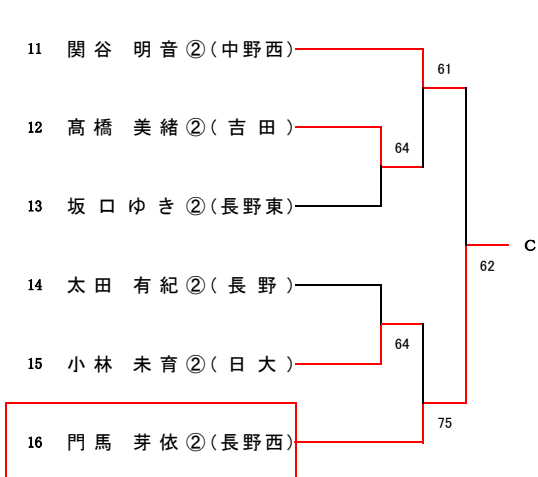 11 関谷 明音②(中野西)
61
12 髙橋 美緒②(吉田)
64
13 坂口ゆき②(長野東)
C
62
14 太田 有紀②(長野)
64
15 小林 未育②(日大)
75
16 門馬 芽依②(長野西)